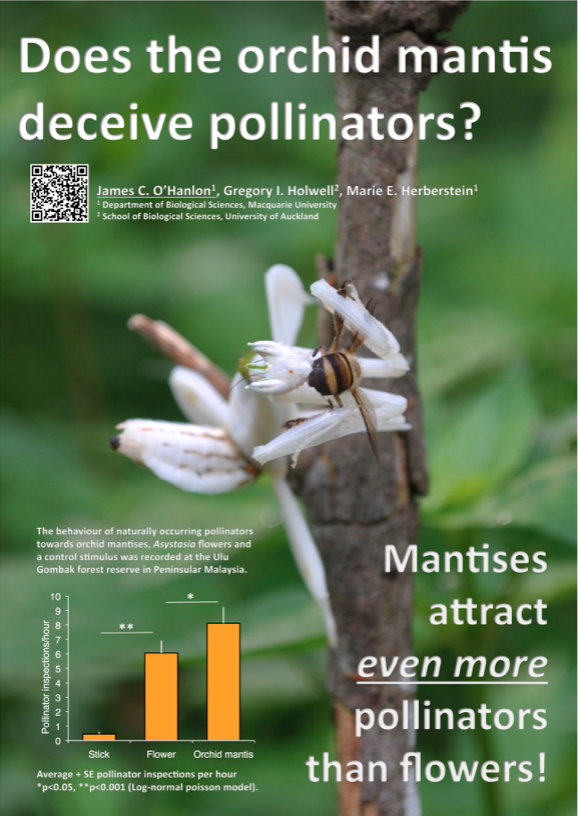 Does the orchid mantis
deceive pollinators?
James C. O'Hanlon¹, Gregory I. Holwell², Marie E. Herberstein¹
¹ Department of Biological Sciences, Macquarie University
² School of Biological Sciences, University of Auckland
The behaviour of naturally occurring pollinators
towards orchid mantises, Asystasia flowers and
a control stimulus was recorded at the Ulu
Gombak forest reserve in Peninsular Malaysia.
Pollinator inspections/hour
10
9
8
7
6
5
4
3
2
1
0
**
*
Stick Flower Orchid mantis
Average + SE pollinator inspections per hour
*p<0.05, **p<0.001 (Log-normal poisson model).
Mantises
attract
even more
pollinators
than flowers!